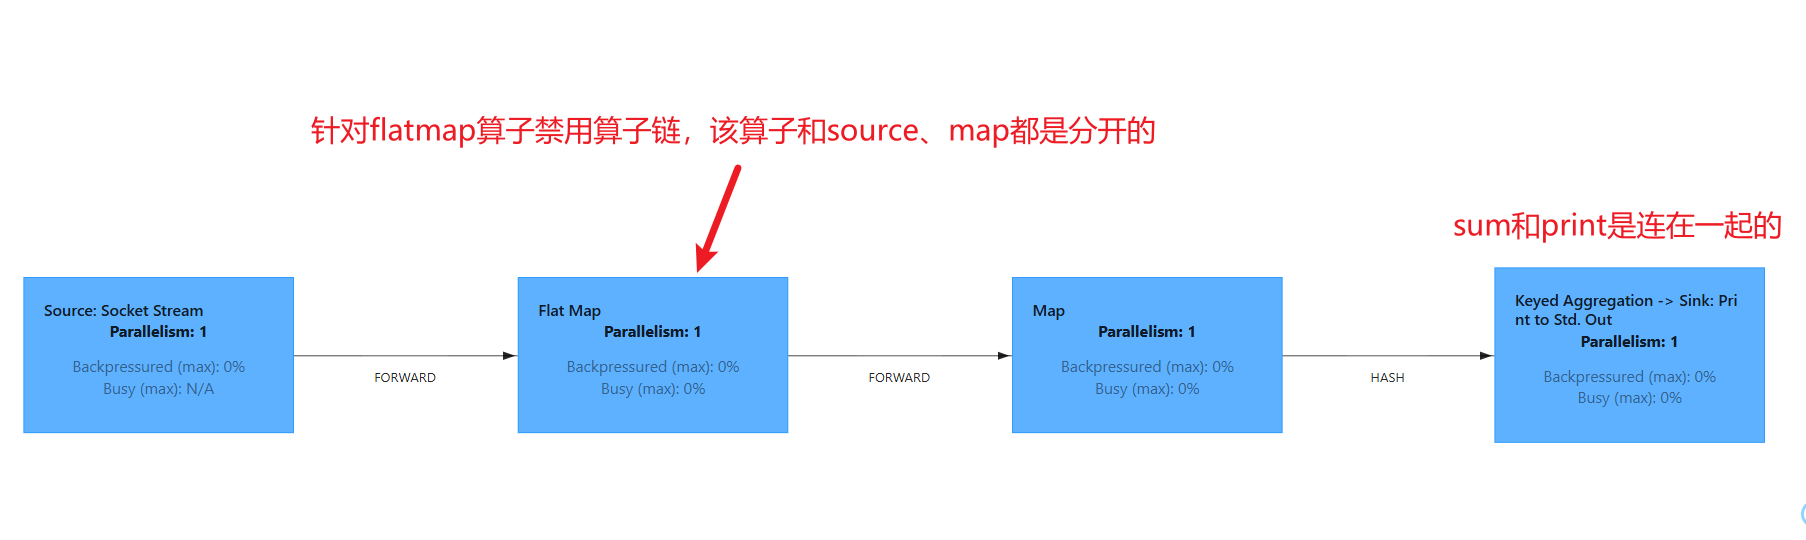 针对flatmap算子禁用算子链，该算子和source、map都是分开的
sum和print是连在一起的
Source: Socket Stream
Parallelism: 1
Backpressured (max): 0%
Busy (max): N/A
FORWARD
Flat Map
Parallelism: 1
Backpressured (max): 0%
Busy (max): 0%
FORWARD
Map
Parallelism: 1
Backpressured (max): 0%
Busy (max): 0%
HASH
Keyed Aggregation -> Sink: Pri
nt to Std. Out
Parallelism: 1
Backpressured (max): 0%
Busy (max): 0%